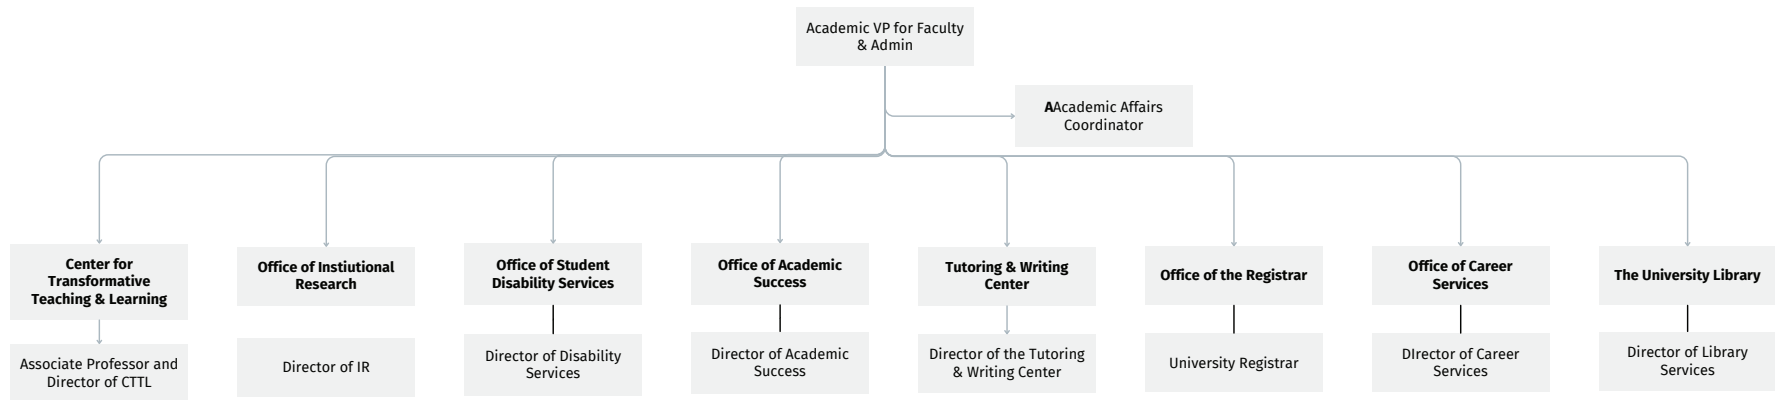 Academic VP for Faculty
& Admin
AAcademic Affairs
Coordinator
Center for
Transformative
Teaching & Learning
Office of Instiutional
Research
Office of Student
Disability Services
Office of Academic
Success
Tutoring & Writing
Center
Office of the Registrar
Office of Career
Services
The University Library
Associate Professor and
Director of CTTL
Director of IR
Director of Disability
Services
Director of Academic
Success
Director of the Tutoring
& Writing Center
University Registrar
DIrector of Career
Services
Director of Library
Services